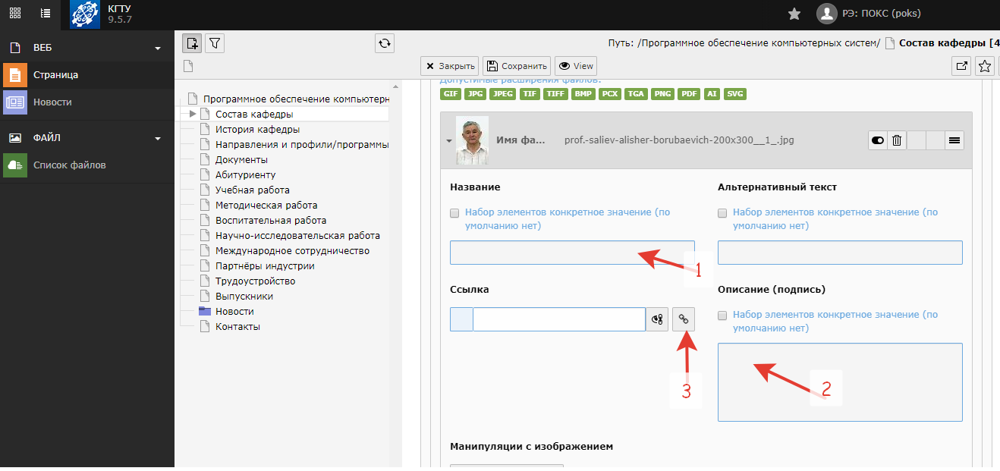 КГТУ
9.5.7
РЭ: ПОКС (poks)
ВЕБ
Страница
Новости
ФАЙЛ
Список файлов
Путь: /Программное обеспечение компьютерных систем/ Состав кафедры [4
Закрыть Сохранить View
Программное обеспечение компьютерн
Состав кафедры
История кафедры
Направления и профили/программы
Документы
Абитуриенту
Учебная работа
Методическая работа
Воспитательная работа
Научно-исследовательская работа
Международное сотрудничество
Партнёры индустрии
Трудоустройство
Выпускники
Новости
Контакты
Допустимые расширения файлов:
GIF JPG JPEG TIF TIFF BMP PCX TGA PNG PDF AI SVG
Имя фа... prof.-saliev-alisher-borubaevich-200x300__1_.jpg
Название
Набор элементов конкретное значение (по
умолчанию нет)
1
Альтернативный текст
Набор элементов конкретное значение (по
умолчанию нет)
Ссылка
3
Описание (подпись)
Набор элементов конкретное значение (по
умолчанию нет)
2
Манипуляции с изображением